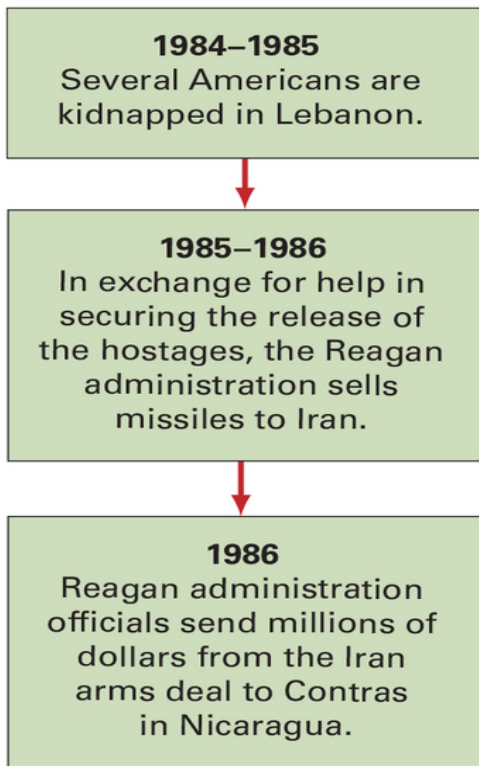 1984–1985
Several Americans are
kidnapped in Lebanon.
1985–1986
In exchange for help in
securing the release of
the hostages, the Reagan
administration sells
missiles to Iran.
1986
Reagan administration
officials send millions of
dollars from the Iran
arms deal to Contras
in Nicaragua.